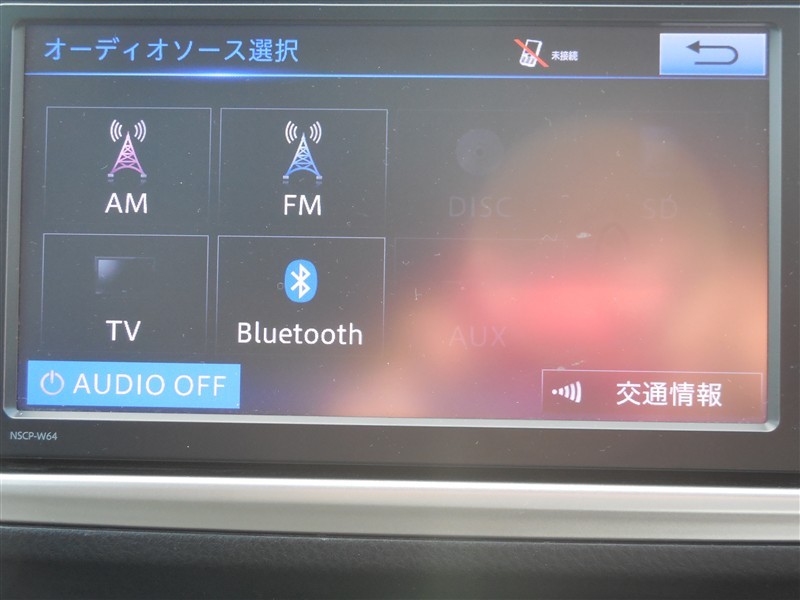 オーディオソース選択
未接続
AM
FM
DISC
SD
TV
Bluetooth
AUX
AUDIO OFF
交通情報
NSCP-W64